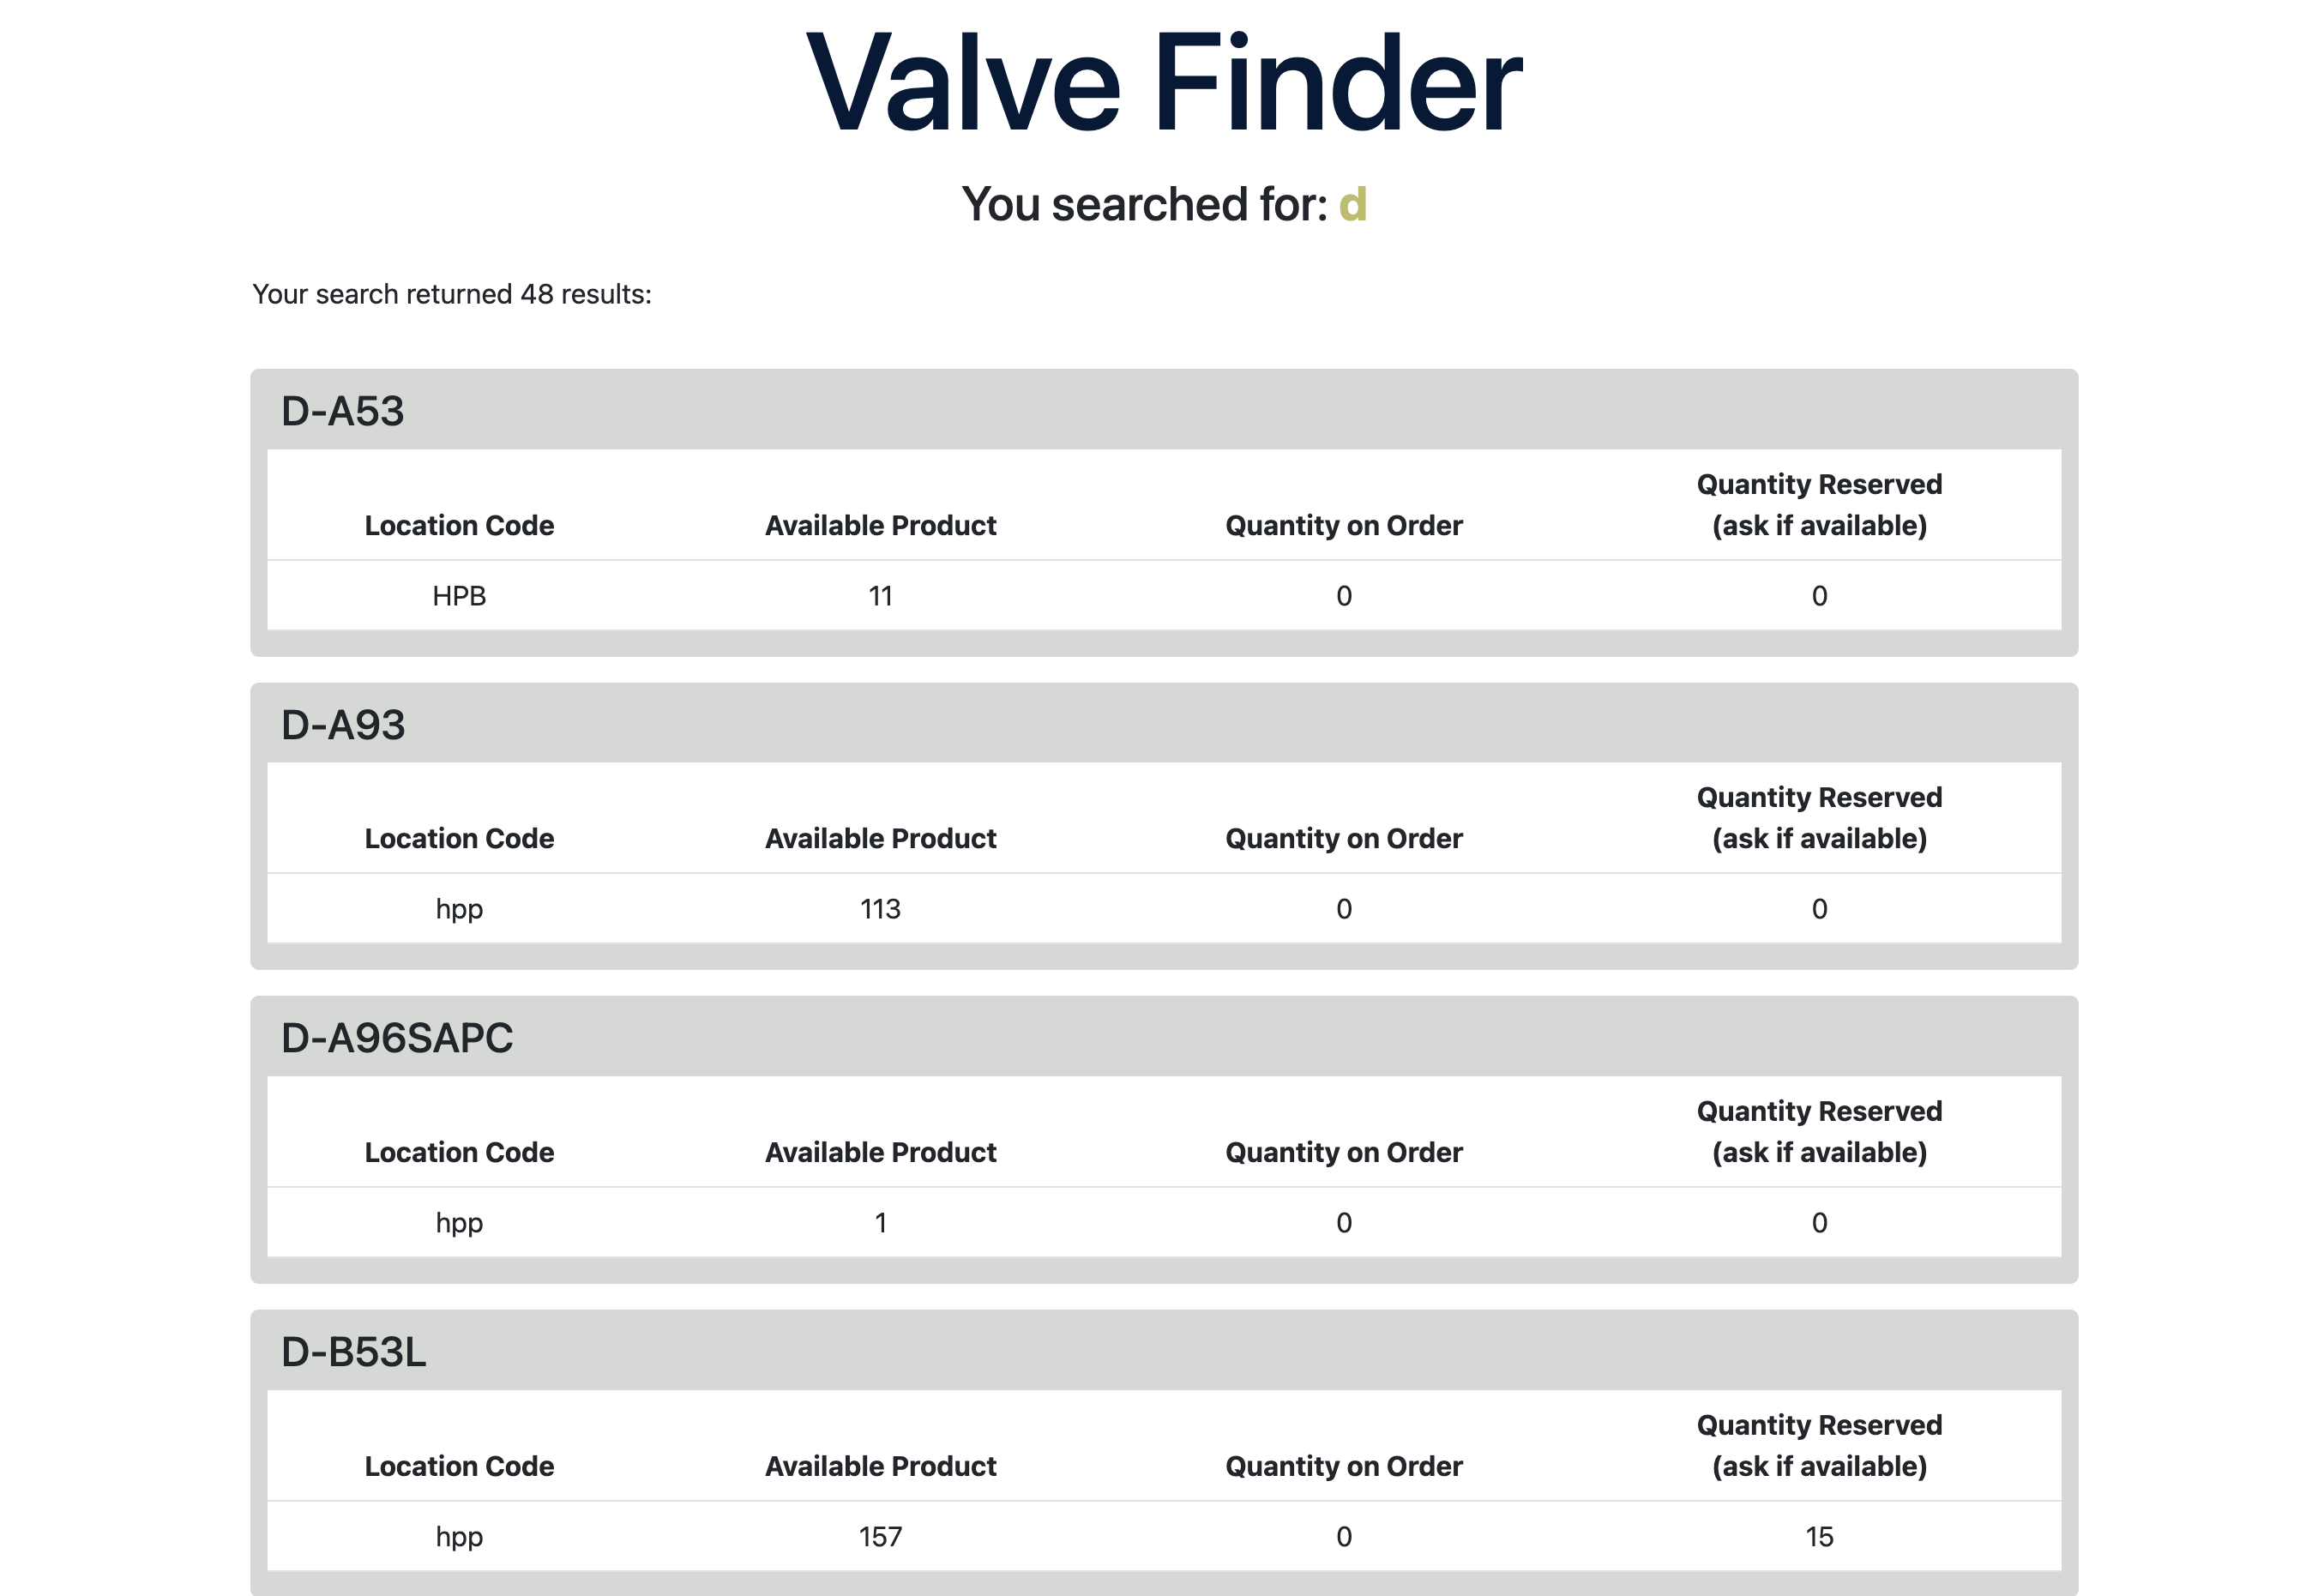 Valve Finder
You searched for: d
Your search returned 48 results:
D-A53
Location Code Available Product Quantity on Order Quantity Reserved
(ask if available)
HPB 11 0 0
D-A93
Location Code Available Product Quantity on Order Quantity Reserved
(ask if available)
hpp 113 0 0
D-A96SAPC
Location Code Available Product Quantity on Order Quantity Reserved
(ask if available)
hpp 1 0 0
D-B53L
Location Code Available Product Quantity on Order Quantity Reserved
(ask if available)
hpp 157 0 15